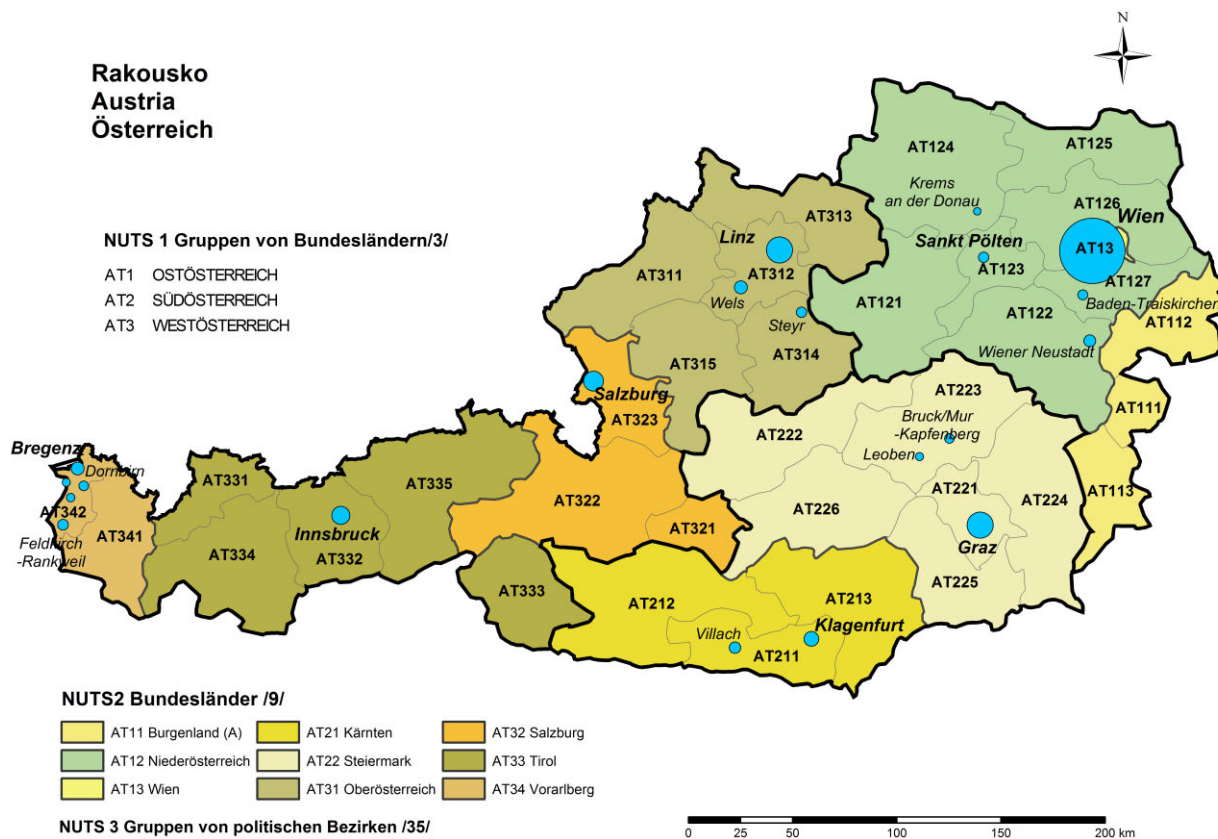 N
Rakousko
Austria
Österreich
NUTS 1 Gruppen von Bundesländern/3/
AT1 OSTÖSTERREICH
AT2 SÜDÖSTERREICH
AT3 WESTÖSTERREICH
AT124
AT125
Krems
an der Donau
AT126
Wien
AT13
AT313
Linz
Sankt Pölten
AT123
AT311
AT312
Wels
AT121
AT127
Baden-Traiskircher
AT122
AT112
Steyr
AT314
Wiener Neustadt
AT315
Salzburg
AT323
AT223
AT111
Bruck/Mur
-Kapfenberg
AT222
Leoben
Bregenz
Dornbirn
AT331
AT335
AT342
AT341
Feldkirch
-Rankweil
AT334
Innsbruck
AT332
AT322
AT321
AT226
AT221
AT224
AT113
Graz
AT225
AT333
AT212
AT213
Villach
Klagenfurt
AT211
NUTS2 Bundesländer /9/
AT11 Burgenland (A)
AT21 Kärnten
AT32 Salzburg
AT12 Niederösterreich
AT22 Steiermark
AT33 Tirol
AT13 Wien
AT31 Oberösterreich
AT34 Vorarlberg
NUTS 3 Gruppen von politischen Bezirken /35/
0 25 50 100 150 200 km